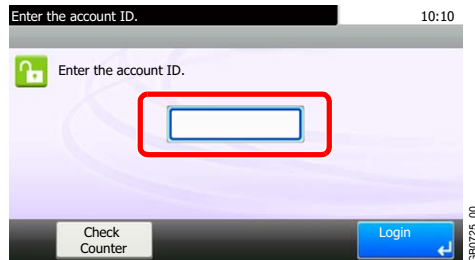 Enter the account ID.
10:10
Enter the account ID.
Check
Counter
Login
GB0725_00